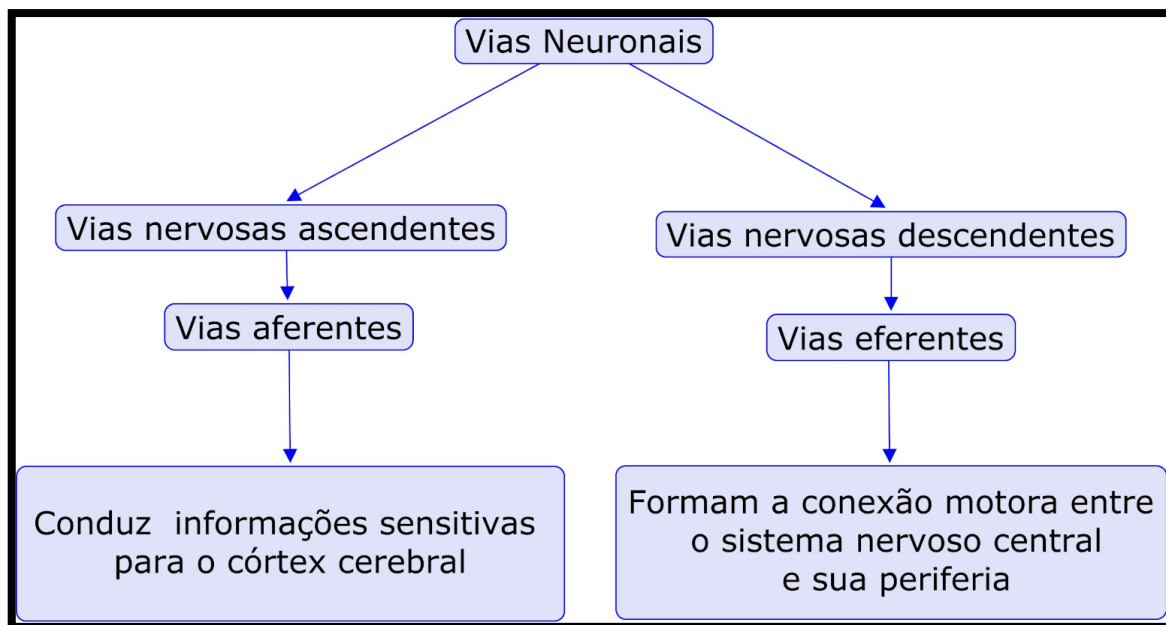 Vias Neuronais
Vias nervosas ascendentes
Vias nervosas descendentes
Vias aferentes
Vias eferentes
Conduz informações sensitivas
para o córtex cerebral
Formam a conexão motora entre
o sistema nervoso central
e sua periferia